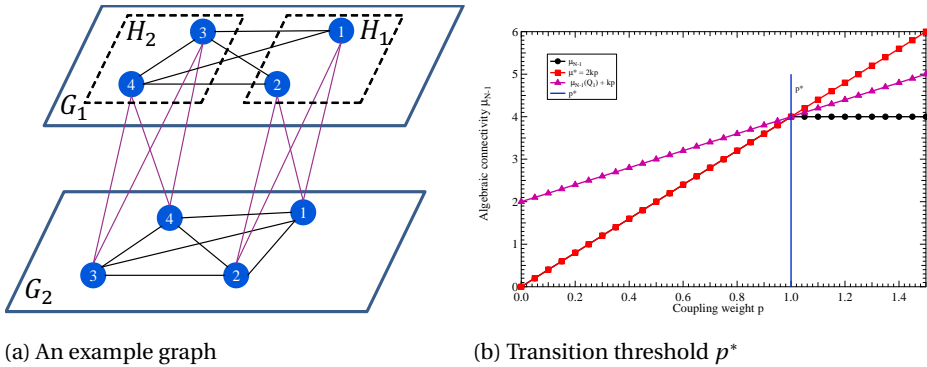 H₂
H₁
3
1
4
2
G₁
4
1
3
2
G₂
(a) An example graph
6
5
4
3
2
1
0
Algebraic connectivity μN-1
μN-1
μ* = 2kp
μN-1(Q₁) + kp
p*
p*
0.0 0.2 0.4 0.6 0.8 1.0 1.2 1.4
Coupling weight p
(b) Transition threshold p*